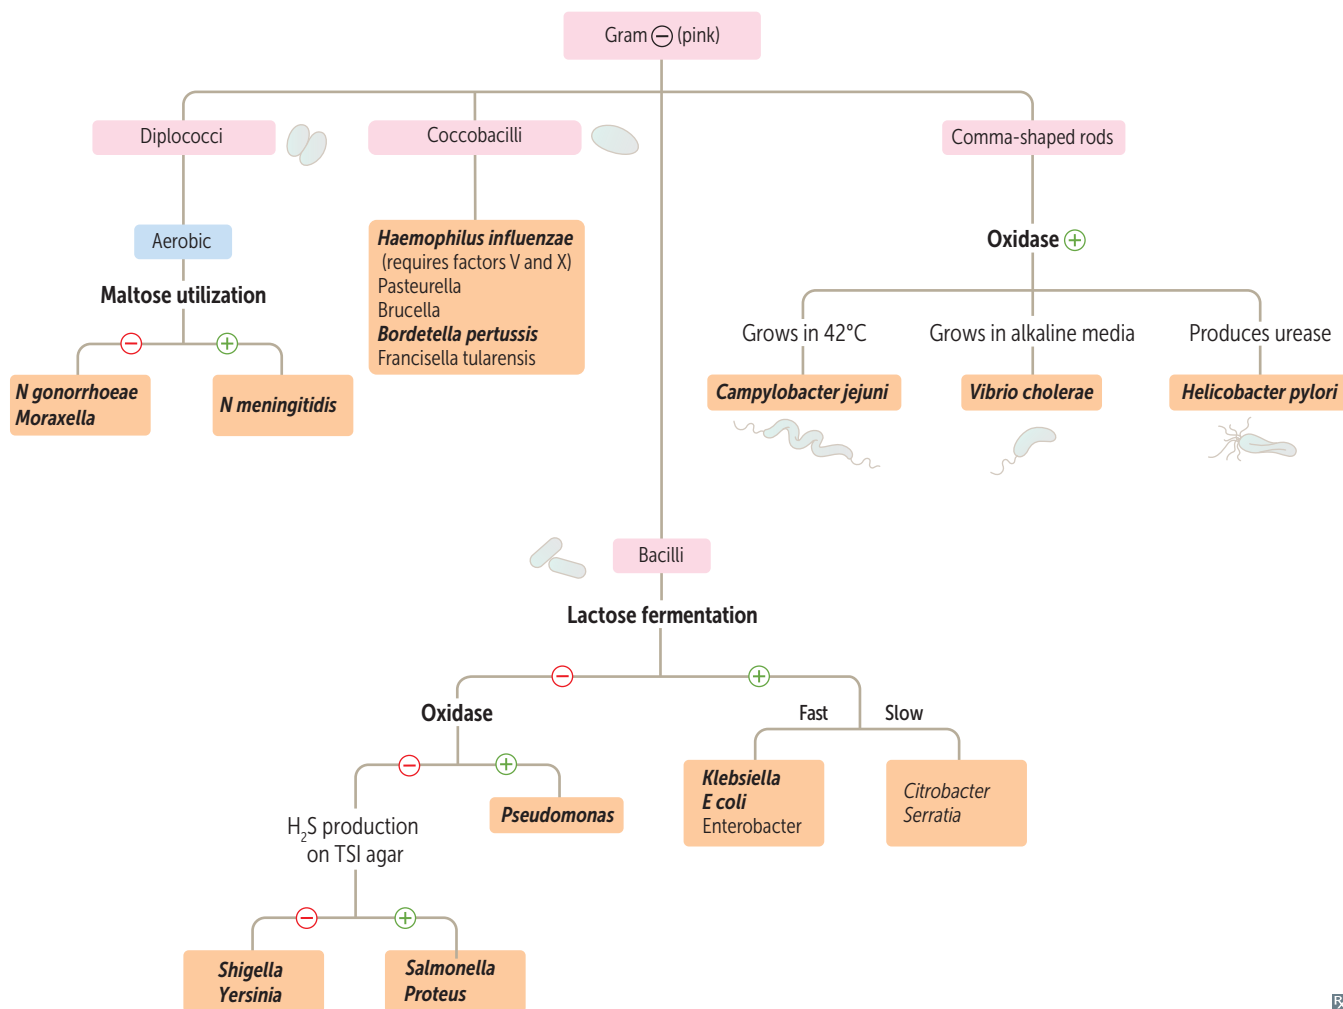 Gram ⊖ (pink)
Diplococci
Coccobacilli
Comma-shaped rods
Aerobic
Maltose utilization
−
+
N gonorrhoeae
Moraxella
N meningitidis
Haemophilus influenzae
(requires factors V and X)
Pasteurella
Brucella
Bordetella pertussis
Francisella tularensis
Oxidase ⊕
Grows in 42°C
Grows in alkaline media
Produces urease
Campylobacter jejuni
Vibrio cholerae
Helicobacter pylori
Bacilli
Lactose fermentation
−
+
Oxidase
Fast
Slow
−
+
Pseudomonas
Klebsiella
E coli
Enterobacter
Citrobacter
Serratia
H₂S production
on TSI agar
−
+
Shigella
Yersinia
Salmonella
Proteus
℞